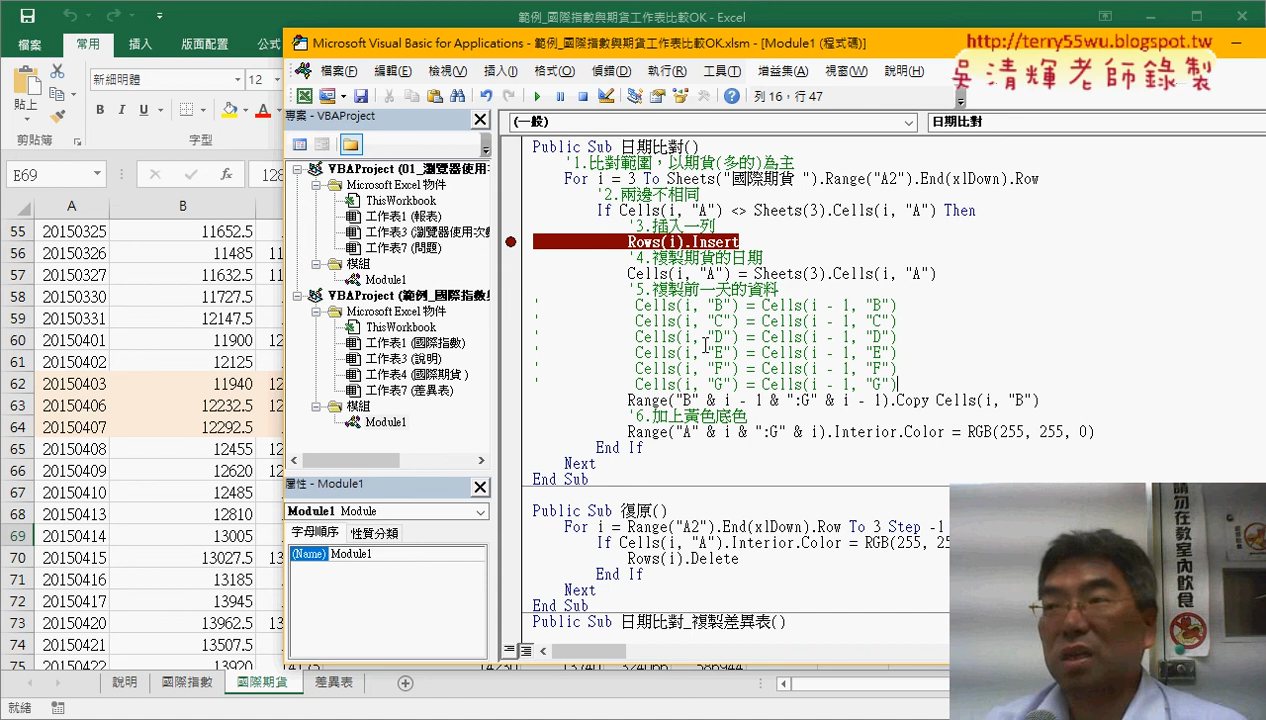 範例_國際指數與期貨工作表比較OK - Excel
檔案 常用 插入 版面配置 公式
Microsoft Visual Basic for Applications - 範例_國際指數與期貨工作表比較OK.xlsm - [Module1 (程式碼)]
http://terry55wu.blogspot.tw
吳清輝老師錄製
檔案(F) 編輯(E) 檢視(V) 插入(I) 格式(O) 偵錯(D) 執行(R) 工具(T) 增益集(A) 視窗(W) 說明(H)
新細明體 12
貼上
B I U
剪貼簿 字型
列 16，行 47
專案 - VBAProject
(一般) 日期比對
E69
VBAProject (01_瀏覽器使用
Microsoft Excel 物件
ThisWorkbook
工作表1 (報表)
工作表3 (瀏覽器使用次數
工作表7 (問題)
模組
Module1
VBAProject (範例_國際指數
Microsoft Excel 物件
ThisWorkbook
工作表1 (國際指數)
工作表3 (說明)
工作表4 (國際期貨 )
工作表7 (差異表)
模組
Module1
屬性 - Module1
Module1 Module
字母順序 性質分類
(Name) Module1
Public Sub 日期比對()
'1.比對範圍，以期貨(多的)為主
For i = 3 To Sheets("國際期貨 ").Range("A2").End(xlDown).Row
'2.兩邊不相同
If Cells(i, "A") <> Sheets(3).Cells(i, "A") Then
'3.插入一列
Rows(i).Insert
'4.複製期貨的日期
Cells(i, "A") = Sheets(3).Cells(i, "A")
'5.複製前一天的資料
' Cells(i, "B") = Cells(i - 1, "B")
' Cells(i, "C") = Cells(i - 1, "C")
' Cells(i, "D") = Cells(i - 1, "D")
' Cells(i, "E") = Cells(i - 1, "E")
' Cells(i, "F") = Cells(i - 1, "F")
' Cells(i, "G") = Cells(i - 1, "G")
Range("B" & i - 1 & ":G" & i - 1).Copy Cells(i, "B")
'6.加上黃色底色
Range("A" & i & ":G" & i).Interior.Color = RGB(255, 255, 0)
End If
Next
End Sub
Public Sub 復原()
For i = Range("A2").End(xlDown).Row To 3 Step -1
If Cells(i, "A").Interior.Color = RGB(255, 25
Rows(i).Delete
End If
Next
End Sub
Public Sub 日期比對_複製差異表()
A B
55 20150325 11652.5
56 20150326 11485
57 20150327 11632.5
58 20150330 11727.5
59 20150331 12147.5
60 20150401 11900
61 20150402 12125
62 20150403 11940
63 20150406 12232.5
64 20150407 12292.5
65 20150408 12455
66 20150409 12620
67 20150410 12485
68 20150413 12810
69 20150414 13005
70 20150415 13027.5
71 20150416 13185
72 20150417 13945
73 20150420 13962.5
74 20150421 13507.5
75 20150422 13920 14175 14230 13740 324066 586944
說明 國際指數 國際期貨 差異表
就緒
請勿在教室內飲食